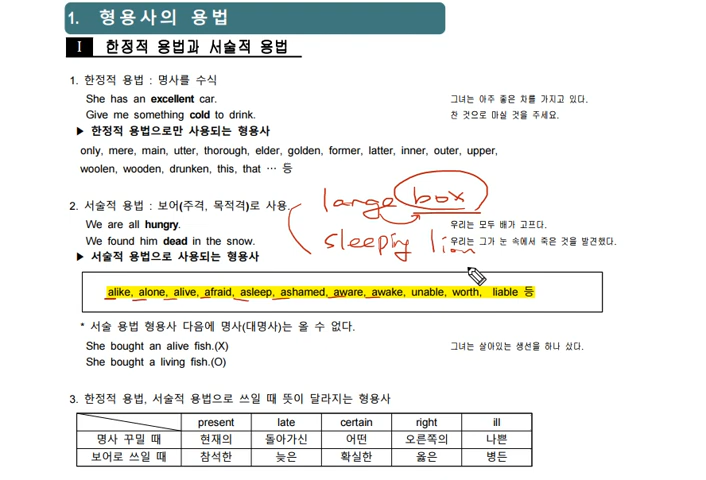 1. 형용사의 용법
I 한정적 용법과 서술적 용법
1. 한정적 용법 : 명사를 수식
She has an excellent car. 그녀는 아주 좋은 차를 가지고 있다.
Give me something cold to drink. 찬 것으로 마실 것을 주세요.
▶ 한정적 용법으로만 사용되는 형용사
only, mere, main, utter, thorough, elder, golden, former, latter, inner, outer, upper,
woolen, wooden, drunken, this, that … 등
large box
2. 서술적 용법 : 보어(주격, 목적격)로 사용.
We are all hungry. 우리는 모두 배가 고프다.
sleeping lion
We found him dead in the snow. 우리는 그가 눈 속에서 죽은 것을 발견했다.
▶ 서술적 용법으로 사용되는 형용사
alike, alone, alive, afraid, asleep, ashamed, aware, awake, unable, worth, liable 등
* 서술 용법 형용사 다음에 명사(대명사)는 올 수 없다.
She bought an alive fish.(X) 그녀는 살아있는 생선을 하나 샀다.
She bought a living fish.(O)
3. 한정적 용법, 서술적 용법으로 쓰일 때 뜻이 달라지는 형용사
present late certain right ill
명사 꾸밀 때 현재의 돌아가신 어떤 오른쪽의 나쁜
보어로 쓰일 때 참석한 늦은 확실한 옳은 병든